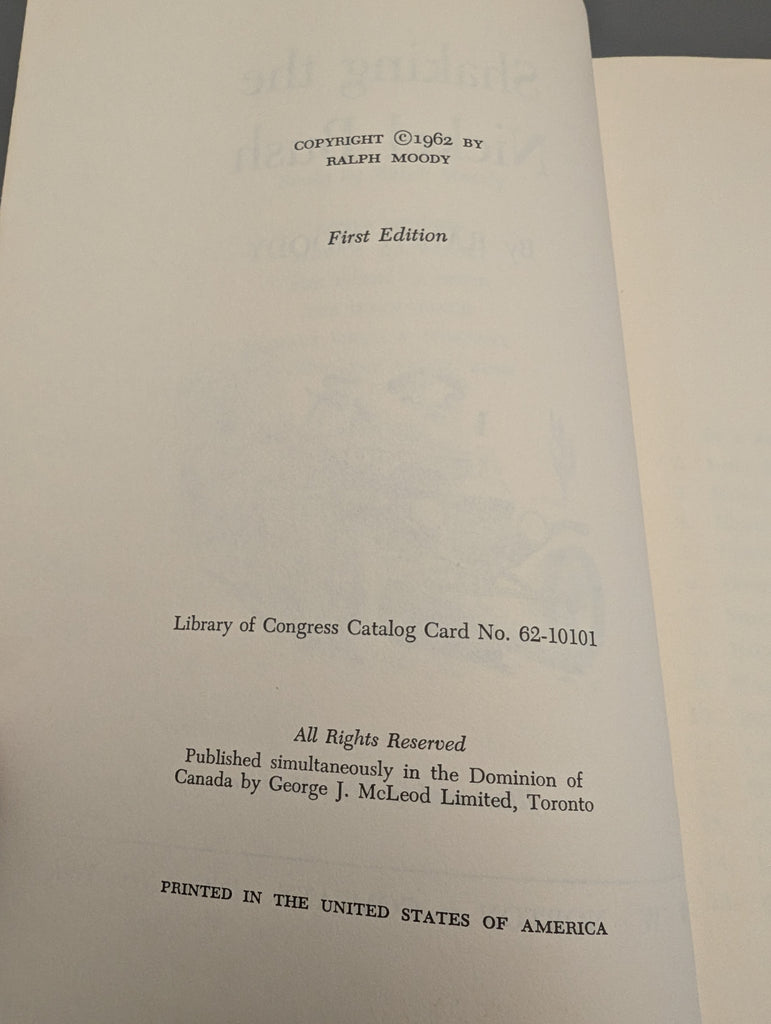 COPYRIGHT ©1962 BY
RALPH MOODY
First Edition
Library of Congress Catalog Card No. 62-10101
All Rights Reserved
Published simultaneously in the Dominion of
Canada by George J. McLeod Limited, Toronto
PRINTED IN THE UNITED STATES OF AMERICA